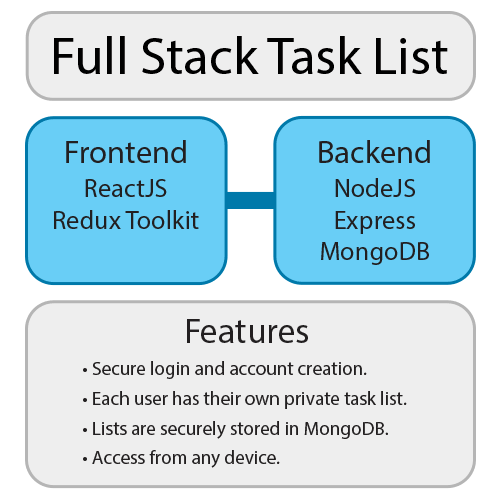 Full Stack Task List
Frontend
ReactJS
Redux Toolkit
Backend
NodeJS
Express
MongoDB
Features
• Secure login and account creation.
• Each user has their own private task list.
• Lists are securely stored in MongoDB.
• Access from any device.